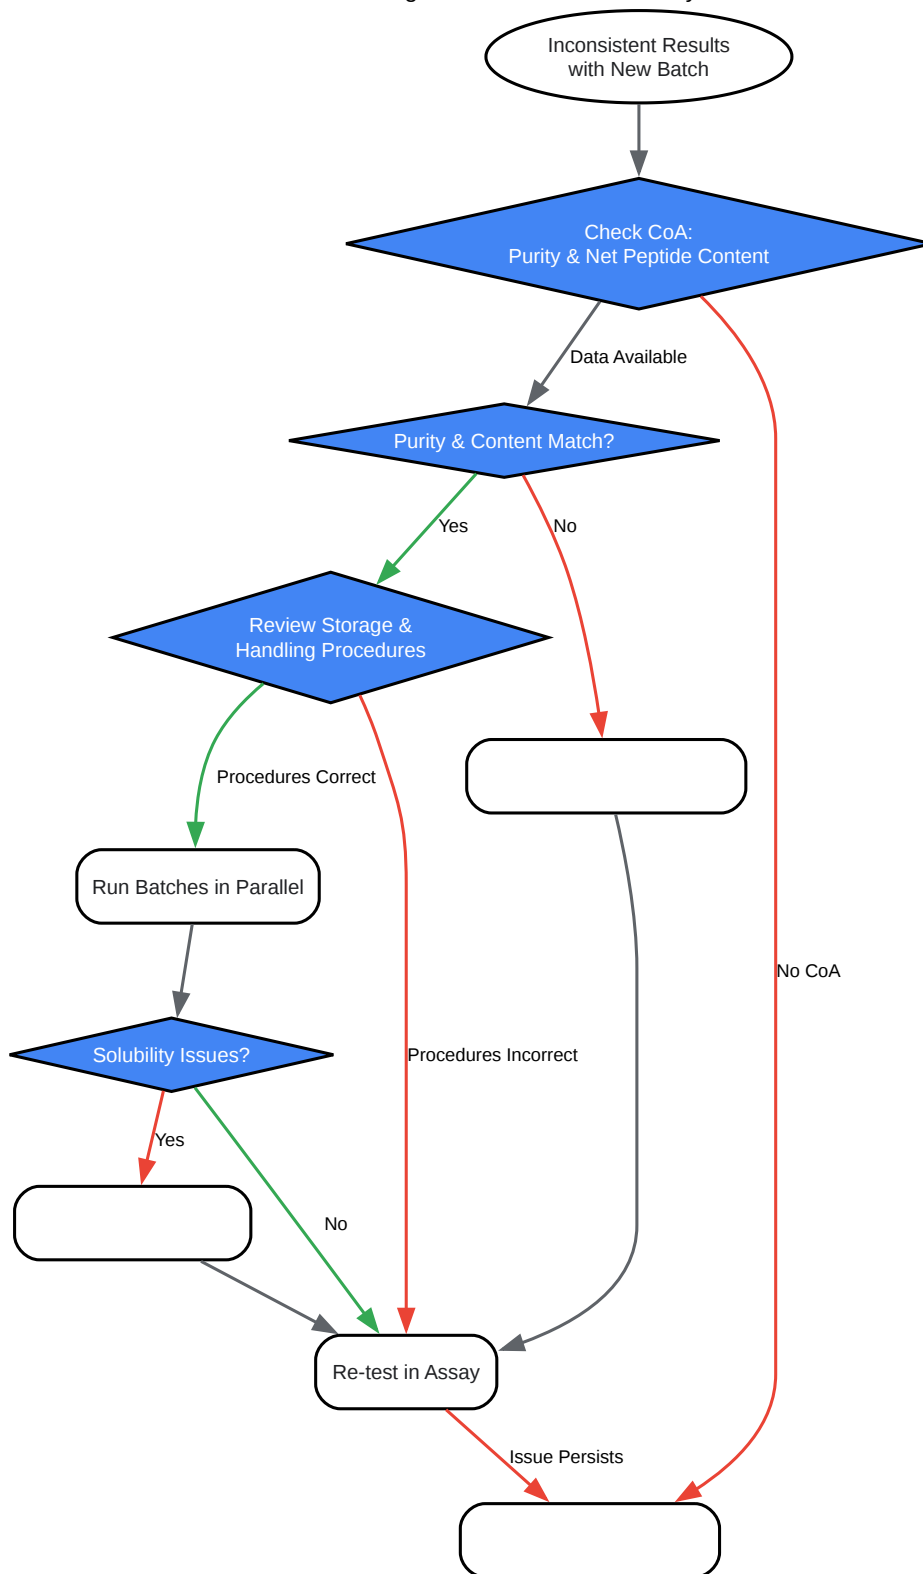 Inconsistent Results
with New Batch
Check CoA:
Purity & Net Peptide Content
Data Available
Purity & Content Match?
Yes
No
Review Storage &
Handling Procedures
Procedures Correct
Run Batches in Parallel
No CoA
Solubility Issues?
Procedures Incorrect
Yes
No
Re-test in Assay
Issue Persists